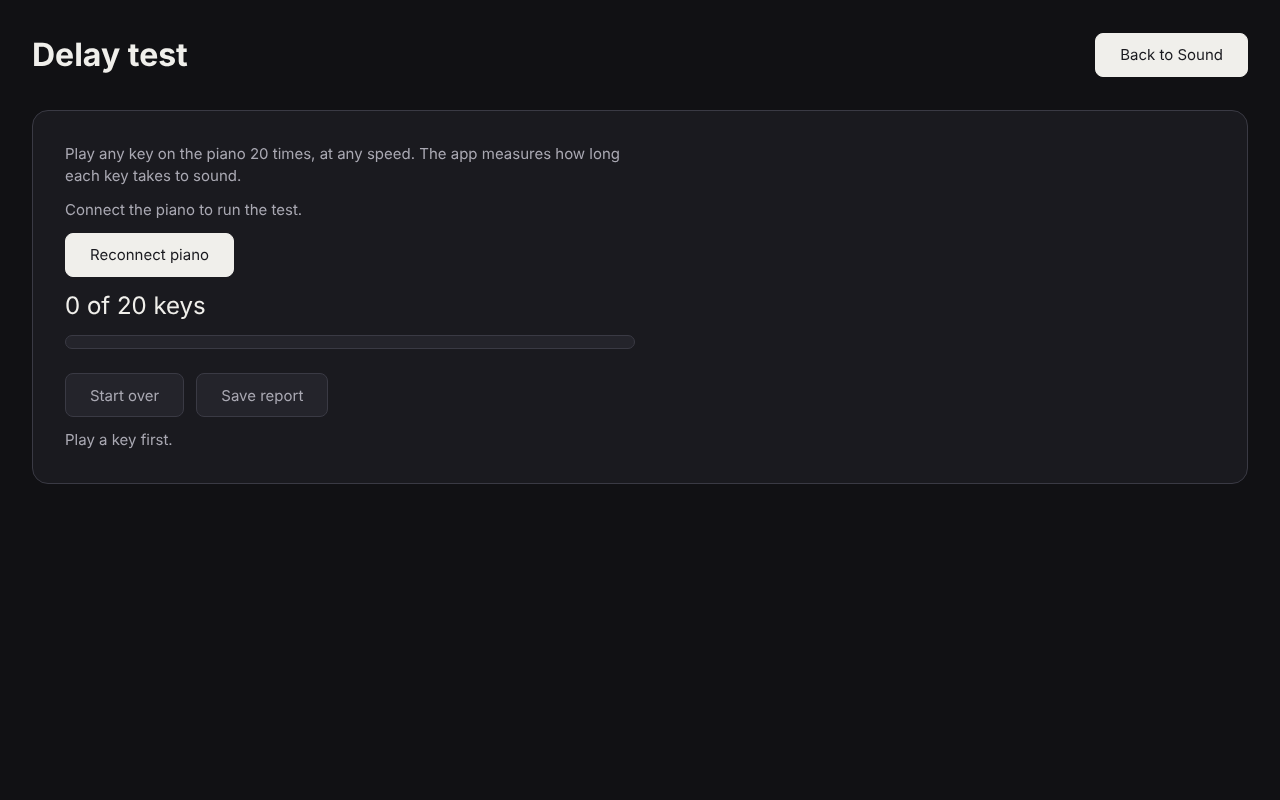 Delay test
Back to Sound
Play any key on the piano 20 times, at any speed. The app measures how long
each key takes to sound.
Connect the piano to run the test.
Reconnect piano
0 of 20 keys
Start over
Save report
Play a key first.